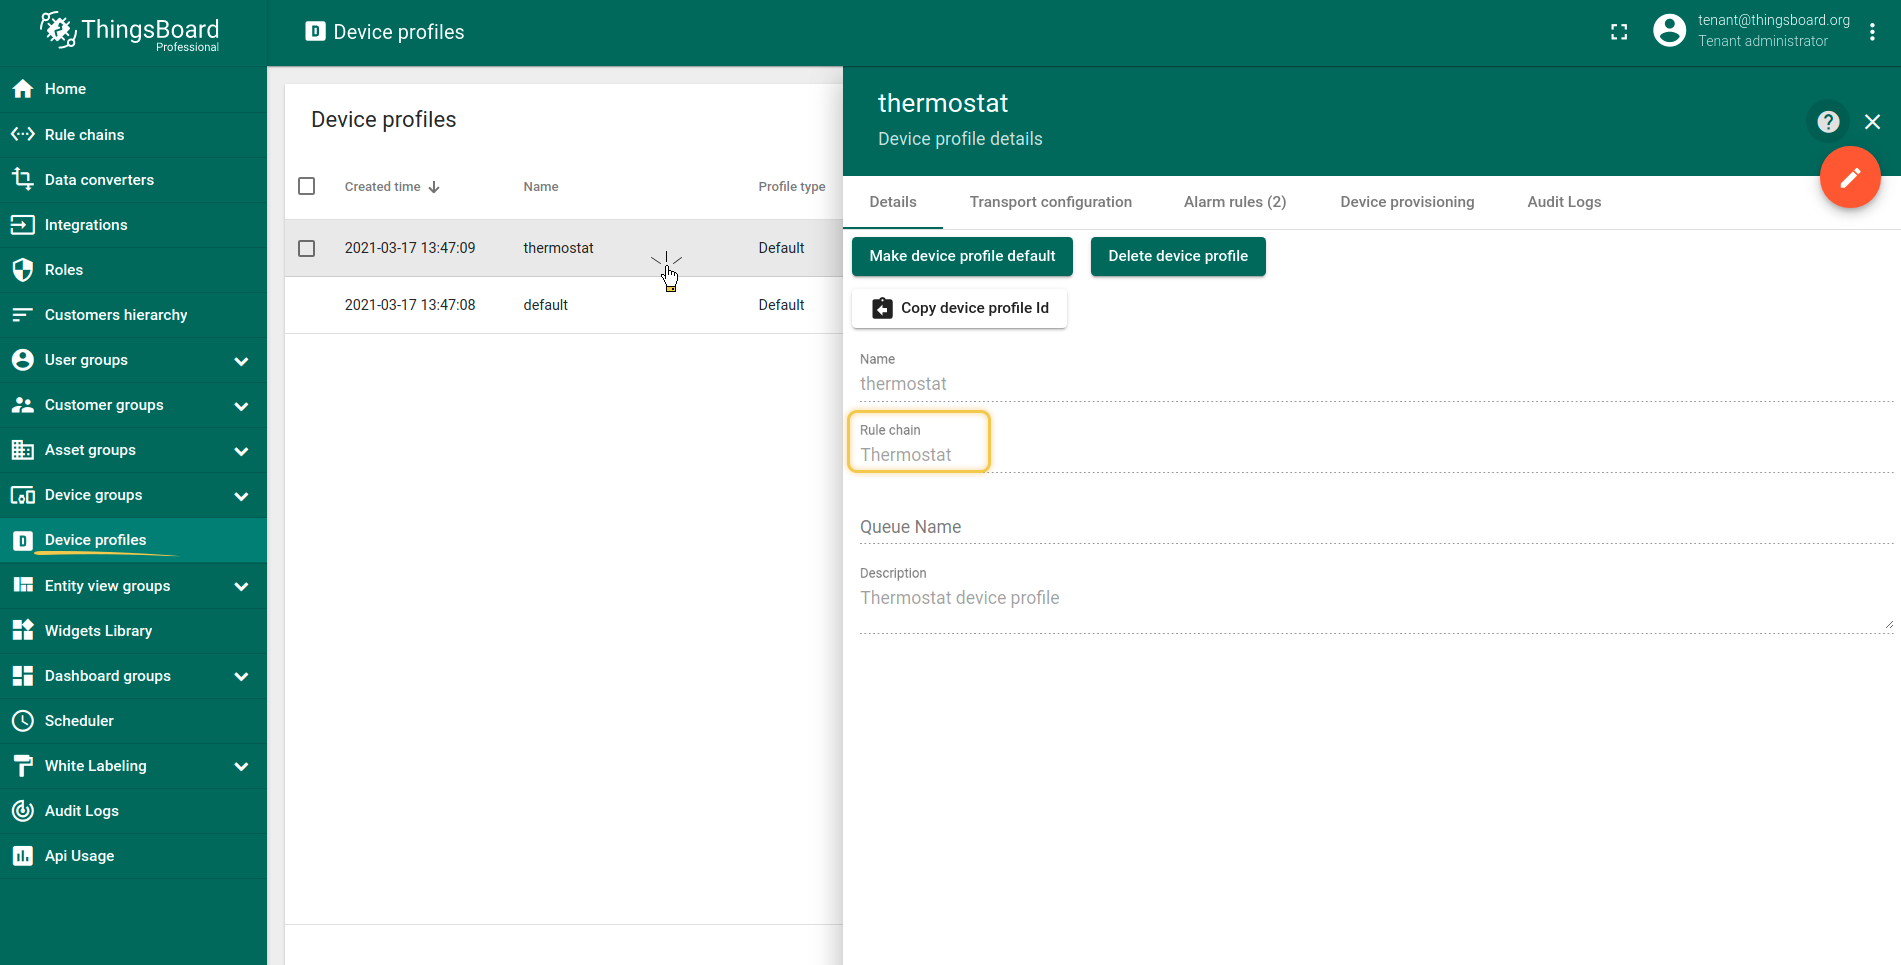 ThingsBoard
Professional
Device profiles
tenant@thingsboard.org
Tenant administrator
Home
Rule chains
Data converters
Integrations
Roles
Customers hierarchy
User groups
Customer groups
Asset groups
Device groups
Device profiles
Entity view groups
Widgets Library
Dashboard groups
Scheduler
White Labeling
Audit Logs
Api Usage
Device profiles
Created time Name Profile type
2021-03-17 13:47:09 thermostat Default
2021-03-17 13:47:08 default Default
thermostat
Device profile details
Details Transport configuration Alarm rules (2) Device provisioning Audit Logs
Make device profile default Delete device profile
Copy device profile Id
Name
thermostat
Rule chain
Thermostat
Queue Name
Description
Thermostat device profile